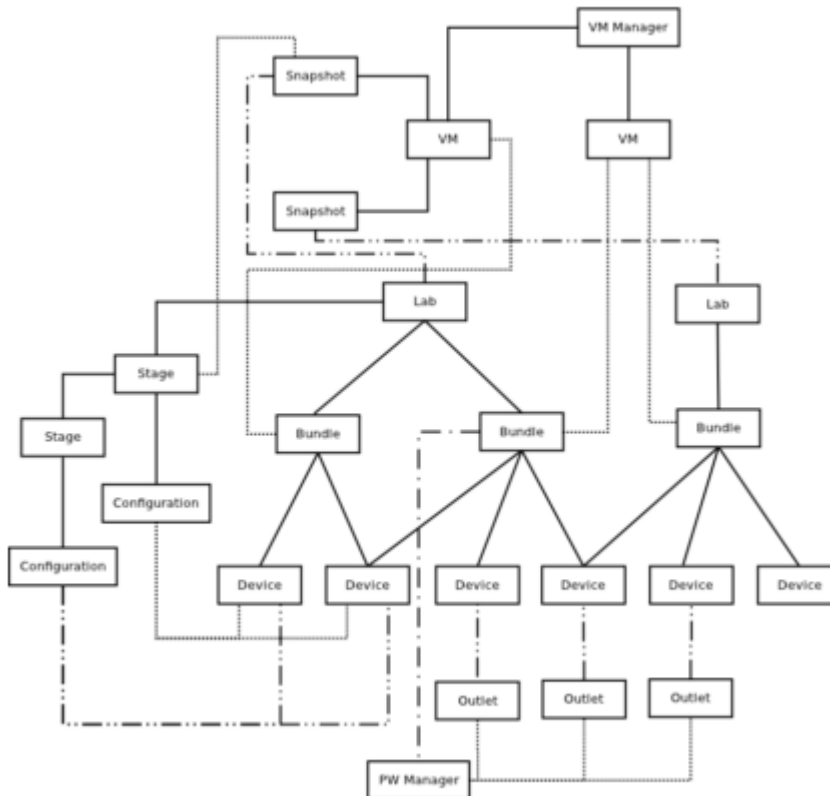 VM Manager
Snapshot
VM
VM
Snapshot
Lab
Lab
Stage
Bundle
Bundle
Bundle
Stage
Configuration
Configuration
Device
Device
Device
Device
Device
Device
Outlet
Outlet
Outlet
PW Manager